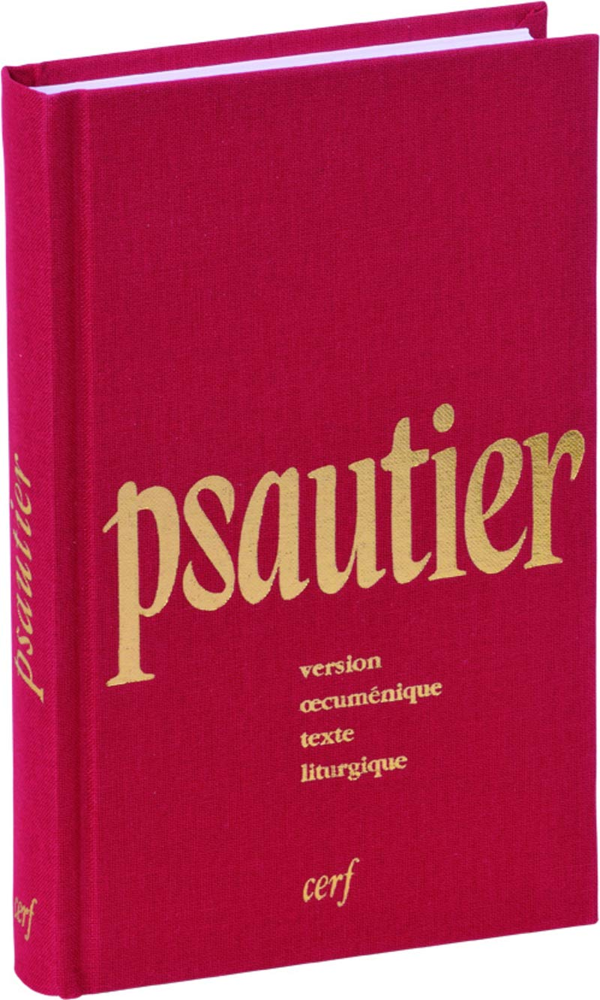 psautier
version
œcuménique
texte
liturgique
cerf
psautier
cerf